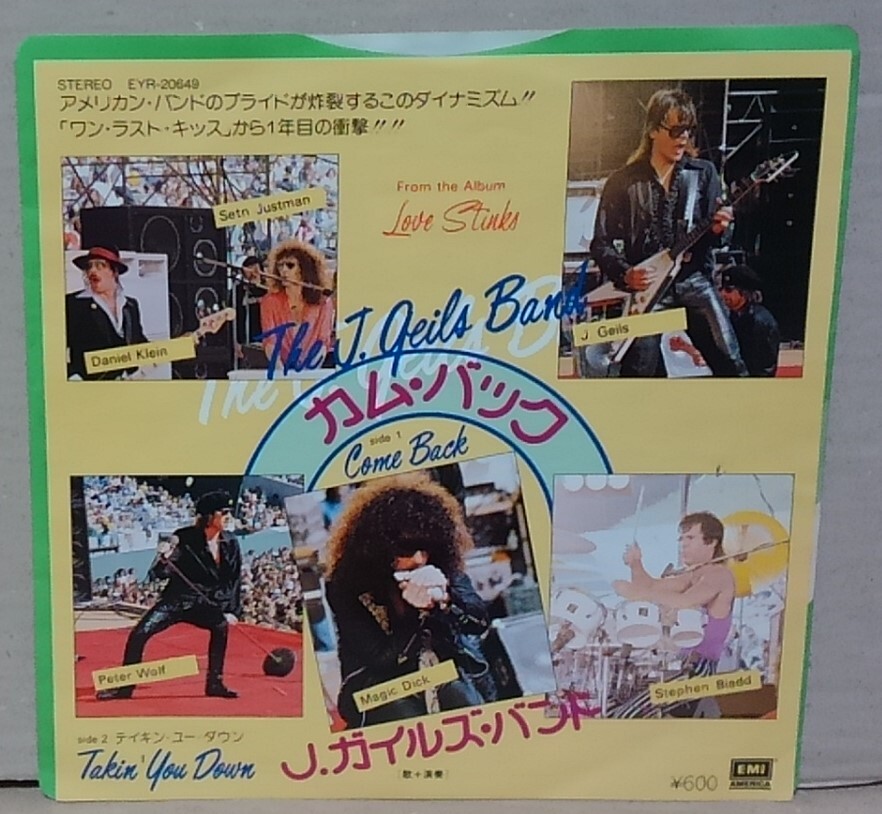 STEREO EYR-20649
アメリカン・バンドのプライドが炸裂するこのダイナミズム!!
「ワン・ラスト・キッス」から1年目の衝撃!!!!
Setn Justman
Daniel Klein
From the Album
Love Stinks
J Geils
The J. Geils Band
The J. Geils B
カム・バック
side 1
Come Back
Peter Wolf
Magic Dick
Stephen Bladd
side 2 テイキン・ユー・ダウン
Takin' You Down
J.ガイルズ・バンド
[歌+演奏]
¥600
EMI
AMERICA